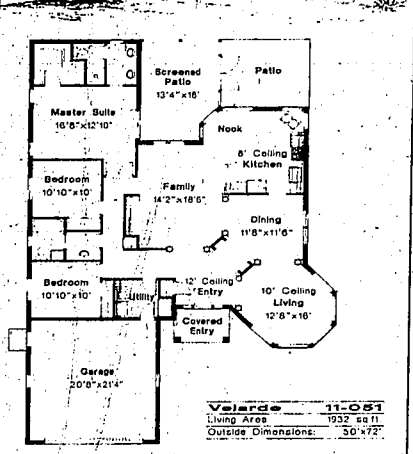 Screened
Patio
13'4"x16'
Patio
Master Suite
16'8"x12'10"
Nook
8' Ceiling
Kitchen
Bedroom
10'10"x10'
Family
14'2"x18'6"
Dining
11'8"x11'6"
Bedroom
10'10"x10'
Utility
12' Ceiling
Entry
10' Ceiling
Living
12'8"x16'
Covered
Entry
Garage
20'8"x21'4"
Velarde 11-051
Living Area 1932 sq.ft.
Outside Dimensions: 50'x72'